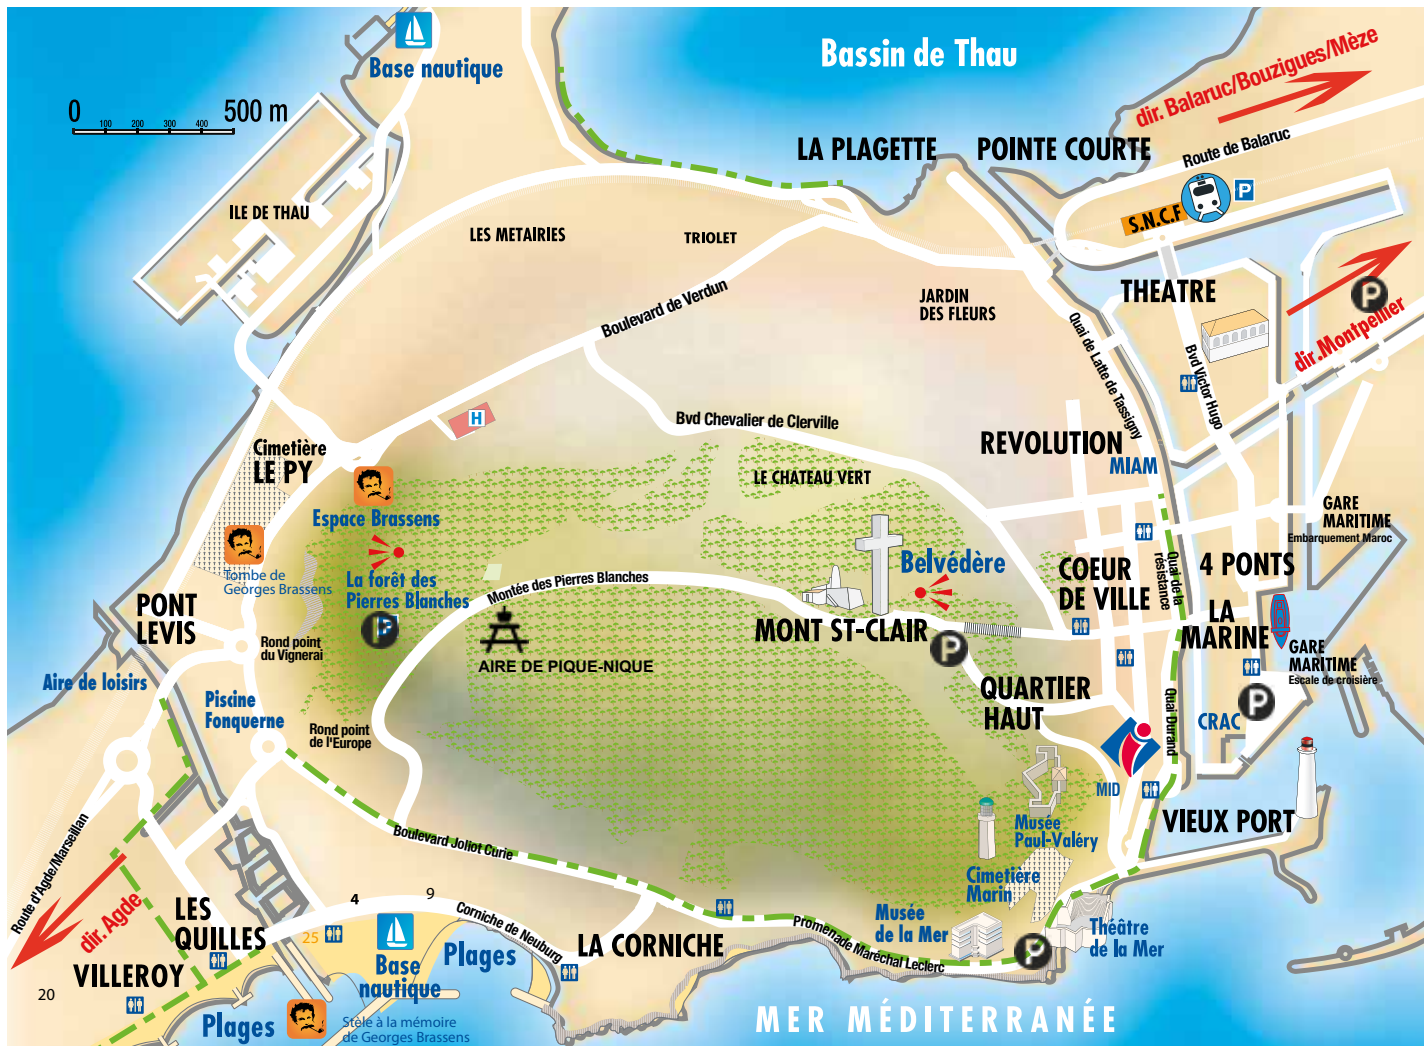 Base nautique
Bassin de Thau
dir. Balaruc/Bouzigues/Mèze
0
500 m
100
200
300
400
LA PLAGETTE
POINTE COURTE
Route de Balaruc
S.N.C.F
P
ILE DE THAU
LES METAIRIES
TRIOLET
THEATRE
JARDIN
DES FLEURS
Boulevard de Verdun
P
dir.Montpellier
Quai de Latte de Tassigny
Bvd Victor Hugo
H
Bvd Chevalier de Clerville
REVOLUTION
MIAM
Cimetière
LE PY
LE CHATEAU VERT
Espace Brassens
GARE
MARITIME
Embarquement Maroc
Tombe de
Georges Brassens
La forêt des
Pierres Blanches
P
P
Montée des Pierres Blanches
Belvédère
COEUR
DE VILLE
Quai de la
résistance
4 PONTS
LA
MARINE
PONT
LEVIS
Rond point
du Vignerai
AIRE DE PIQUE-NIQUE
MONT ST-CLAIR
P
GARE
MARITIME
Escale de croisière
Aire de loisirs
Piscine
Fonquerne
QUARTIER
HAUT
Quai Durand
CRAC
P
Rond point
de l'Europe
MID
Musée
Paul-Valéry
VIEUX PORT
Route d'Agde/Marseillan
Boulevard Joliot Curie
Cimetière
Marin
dir. Agde
LES
QUILLES
4
9
25
Corniche de Neuburg
LA CORNICHE
Promenade Maréchal Leclerc
Musée
de la Mer
P
Théâtre
de la Mer
VILLEROY
20
Base
nautique
Plages
Plages
Stèle à la mémoire
de Georges Brassens
MER MÉDITERRANÉE